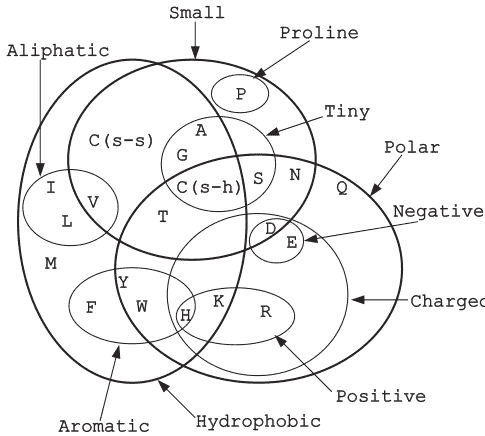 Small
Proline
Aliphatic
P
Tiny
A
C(s-s)
Polar
G
C(s-h)
S
N
Q
I
V
Negative
L
T
D
E
M
Y
Charged
F
W
H
K
R
Positive
Aromatic
Hydrophobic